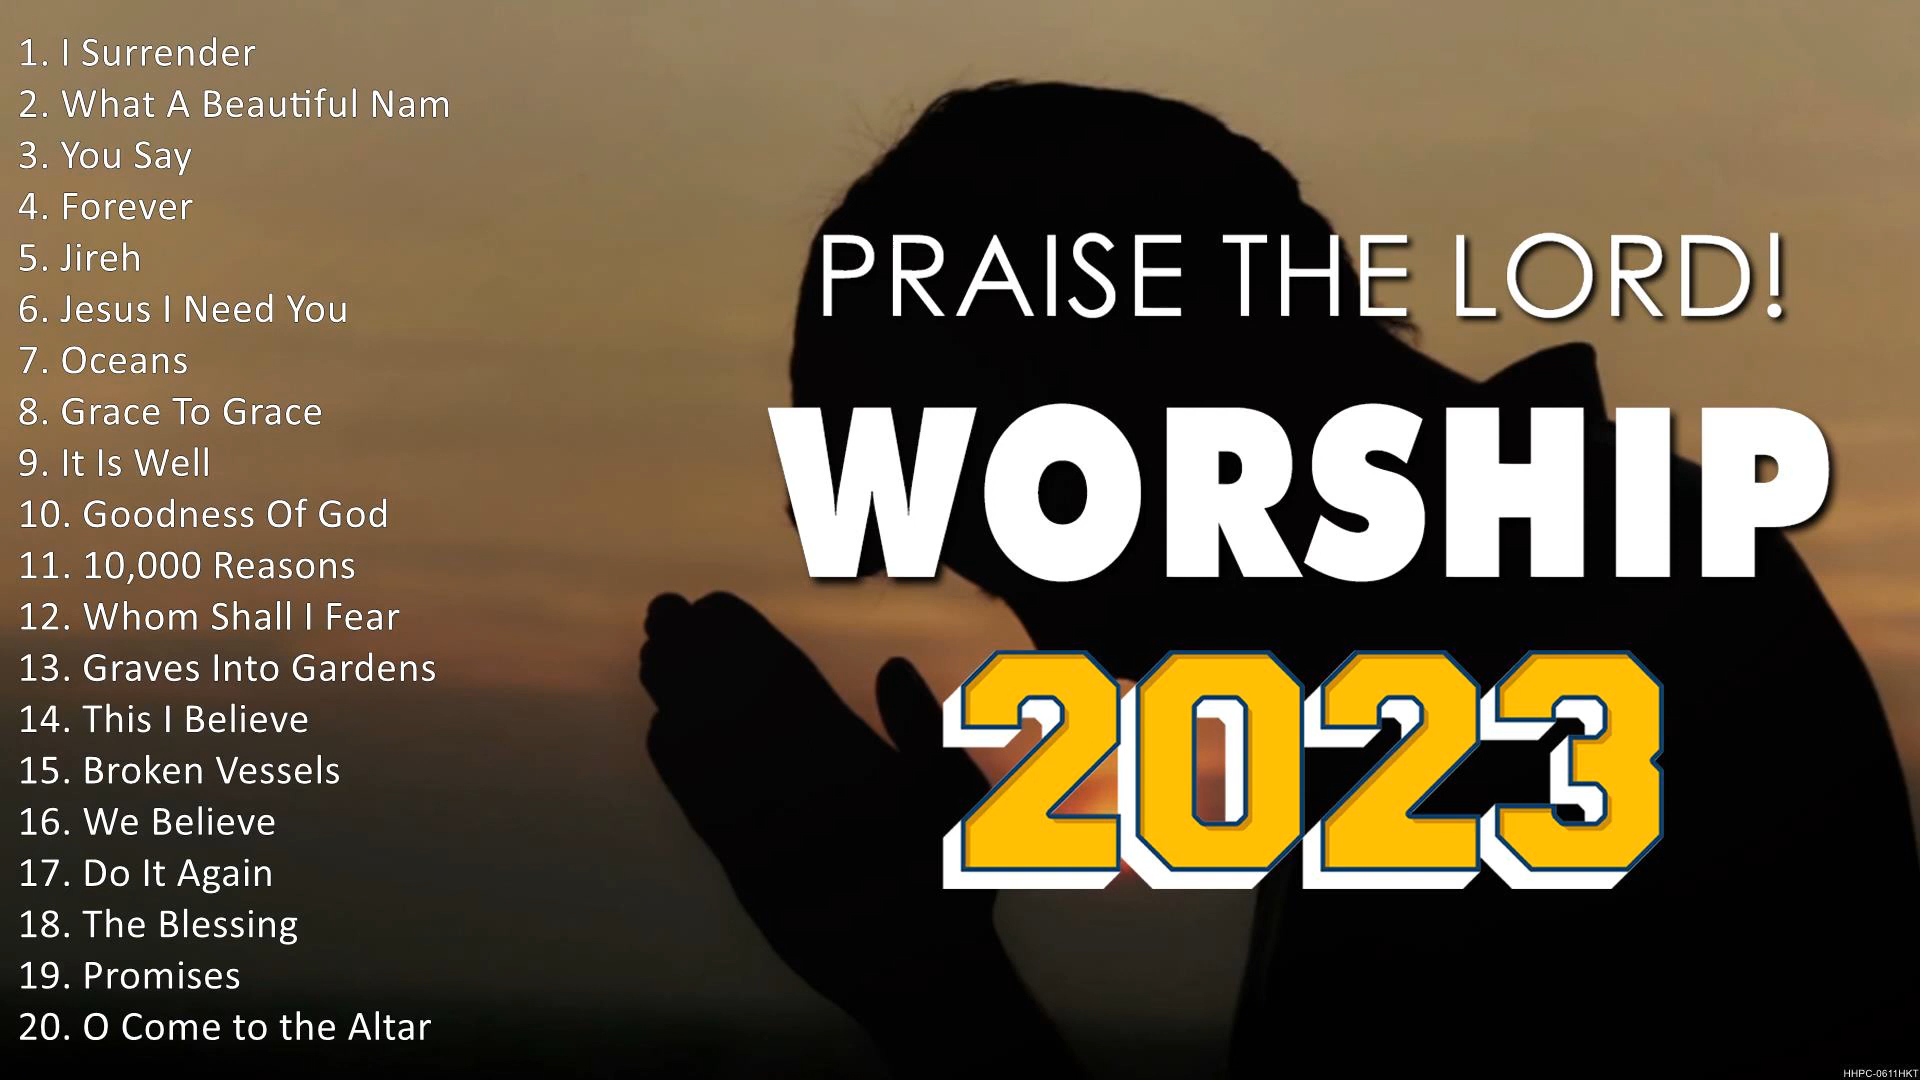 1. I Surrender
2. What A Beautiful Nam
3. You Say
4. Forever
5. Jireh
6. Jesus I Need You
7. Oceans
8. Grace To Grace
9. It Is Well
10. Goodness Of God
11. 10,000 Reasons
12. Whom Shall I Fear
13. Graves Into Gardens
14. This I Believe
15. Broken Vessels
16. We Believe
17. Do It Again
18. The Blessing
19. Promises
20. O Come to the Altar
PRAISE THE LORD!
WORSHIP
2023
HHPC-0611HKT